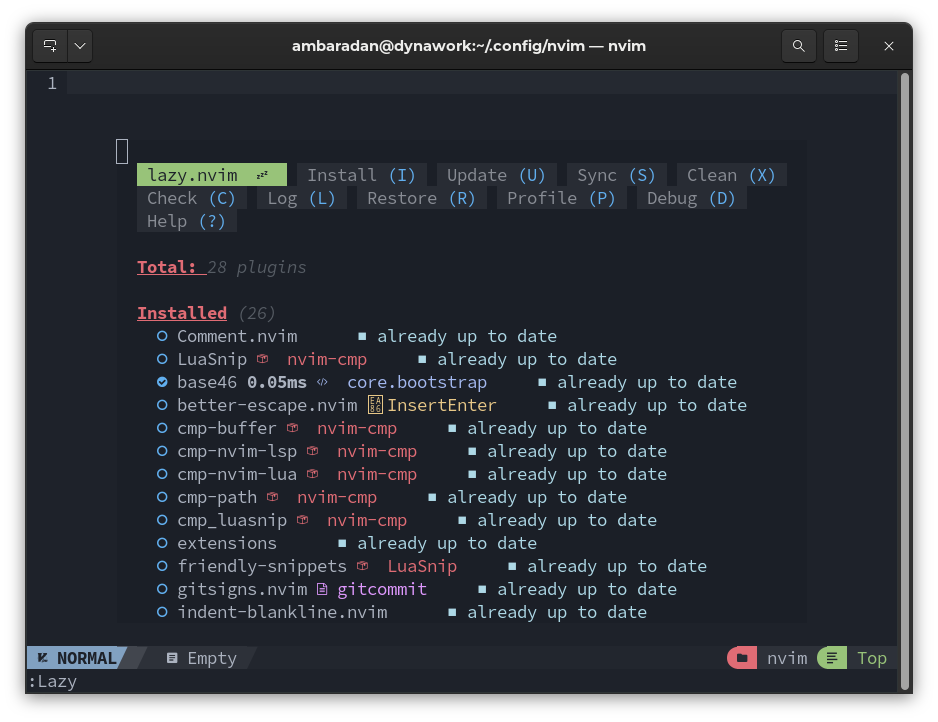 ambaradan@dynawork:~/.config/nvim — nvim
1
lazy.nvim 💤 Install (I) Update (U) Sync (S) Clean (X)
Check (C) Log (L) Restore (R) Profile (P) Debug (D)
Help (?)
Total: 28 plugins
Installed (26)
Comment.nvim ■ already up to date
LuaSnip nvim-cmp ■ already up to date
base46 0.05ms </> core.bootstrap ■ already up to date
better-escape.nvim InsertEnter ■ already up to date
cmp-buffer nvim-cmp ■ already up to date
cmp-nvim-lsp nvim-cmp ■ already up to date
cmp-nvim-lua nvim-cmp ■ already up to date
cmp-path nvim-cmp ■ already up to date
cmp_luasnip nvim-cmp ■ already up to date
extensions ■ already up to date
friendly-snippets LuaSnip ■ already up to date
gitsigns.nvim gitcommit ■ already up to date
indent-blankline.nvim ■ already up to date
NORMAL Empty nvim Top
:Lazy